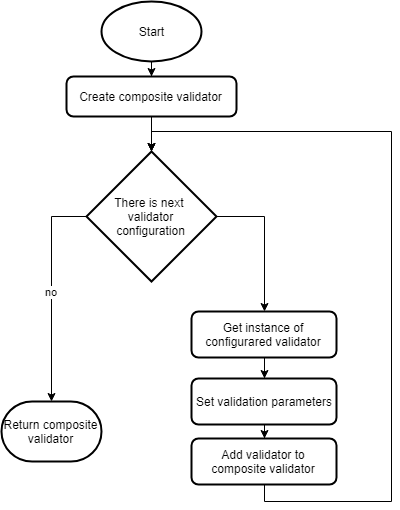 Start
Create composite validator
There is next
validator
configuration
no
Get instance of
configurared validator
Set validation parameters
Return composite
validator
Add validator to
composite validator